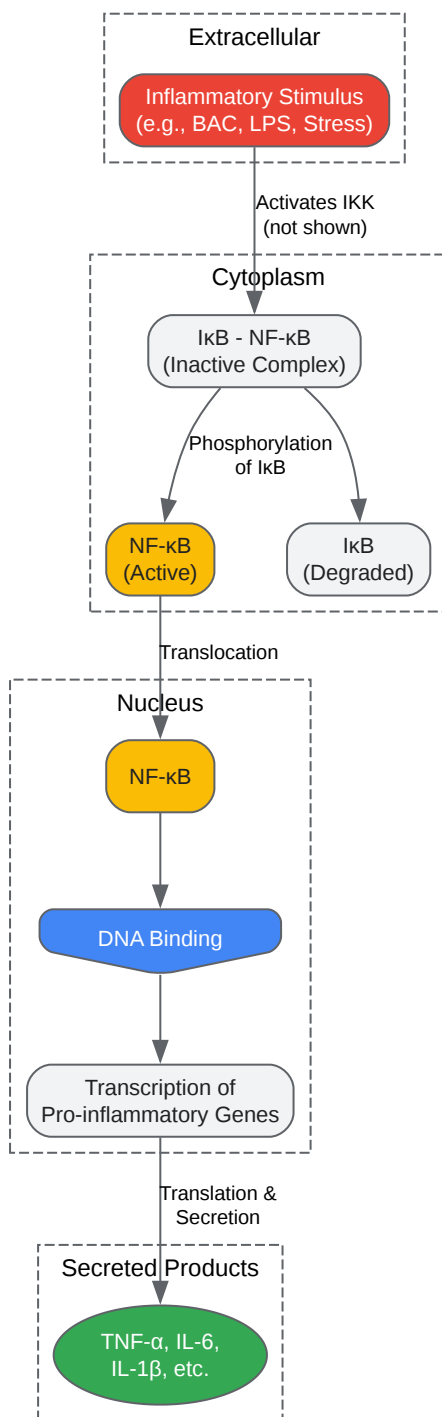 Extracellular
Inflammatory Stimulus
(e.g., BAC, LPS, Stress)
Activates IKK
(not shown)
Cytoplasm
IκB - NF-κB
(Inactive Complex)
Phosphorylation
of IκB
NF-κB
(Active)
IκB
(Degraded)
Translocation
Nucleus
NF-κB
DNA Binding
Transcription of
Pro-inflammatory Genes
Translation &
Secretion
Secreted Products
TNF-α, IL-6,
IL-1β, etc.